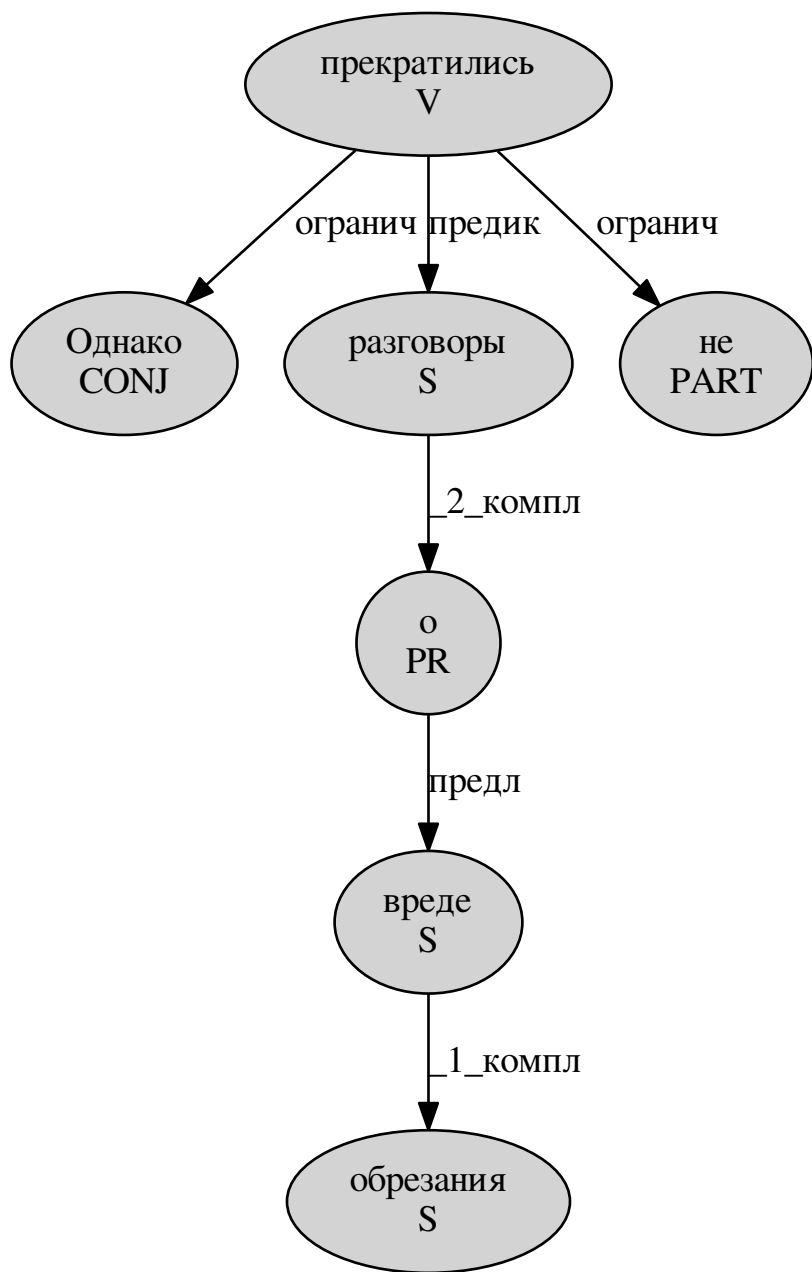 прекратились
V
огранич
предик
огранич
Однако
CONJ
разговоры
S
не
PART
_2_компл
о
PR
предл
вреде
S
_1_компл
обрезания
S